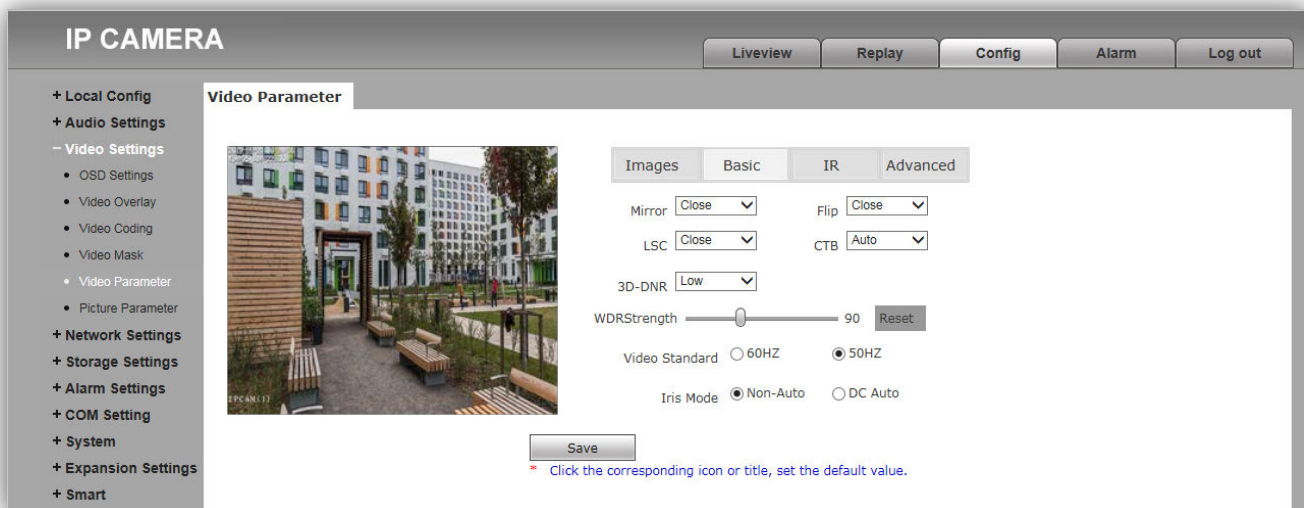 IP CAMERA
Liveview Replay Config Alarm Log out
+ Local Config
+ Audio Settings
− Video Settings
• OSD Settings
• Video Overlay
• Video Coding
• Video Mask
• Video Parameter
• Picture Parameter
+ Network Settings
+ Storage Settings
+ Alarm Settings
+ COM Setting
+ System
+ Expansion Settings
+ Smart
Video Parameter
IPCAM(1)
Images Basic IR Advanced
Mirror Close Flip Close
LSC Close CTB Auto
3D-DNR Low
WDRStrength 90 Reset
Video Standard 60HZ 50HZ
Iris Mode Non-Auto DC Auto
Save
* Click the corresponding icon or title, set the default value.